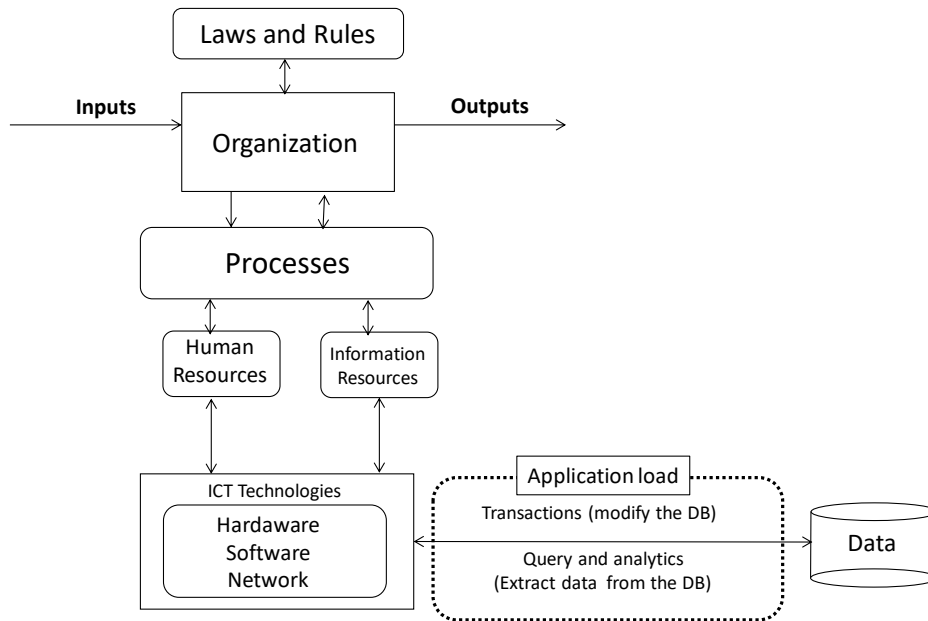 Laws and Rules
Inputs
Outputs
Organization
Processes
Human
Resources
Information
Resources
ICT Technologies
Hardaware
Software
Network
Application load
Transactions (modify the DB)
Query and analytics
(Extract data from the DB)
Data